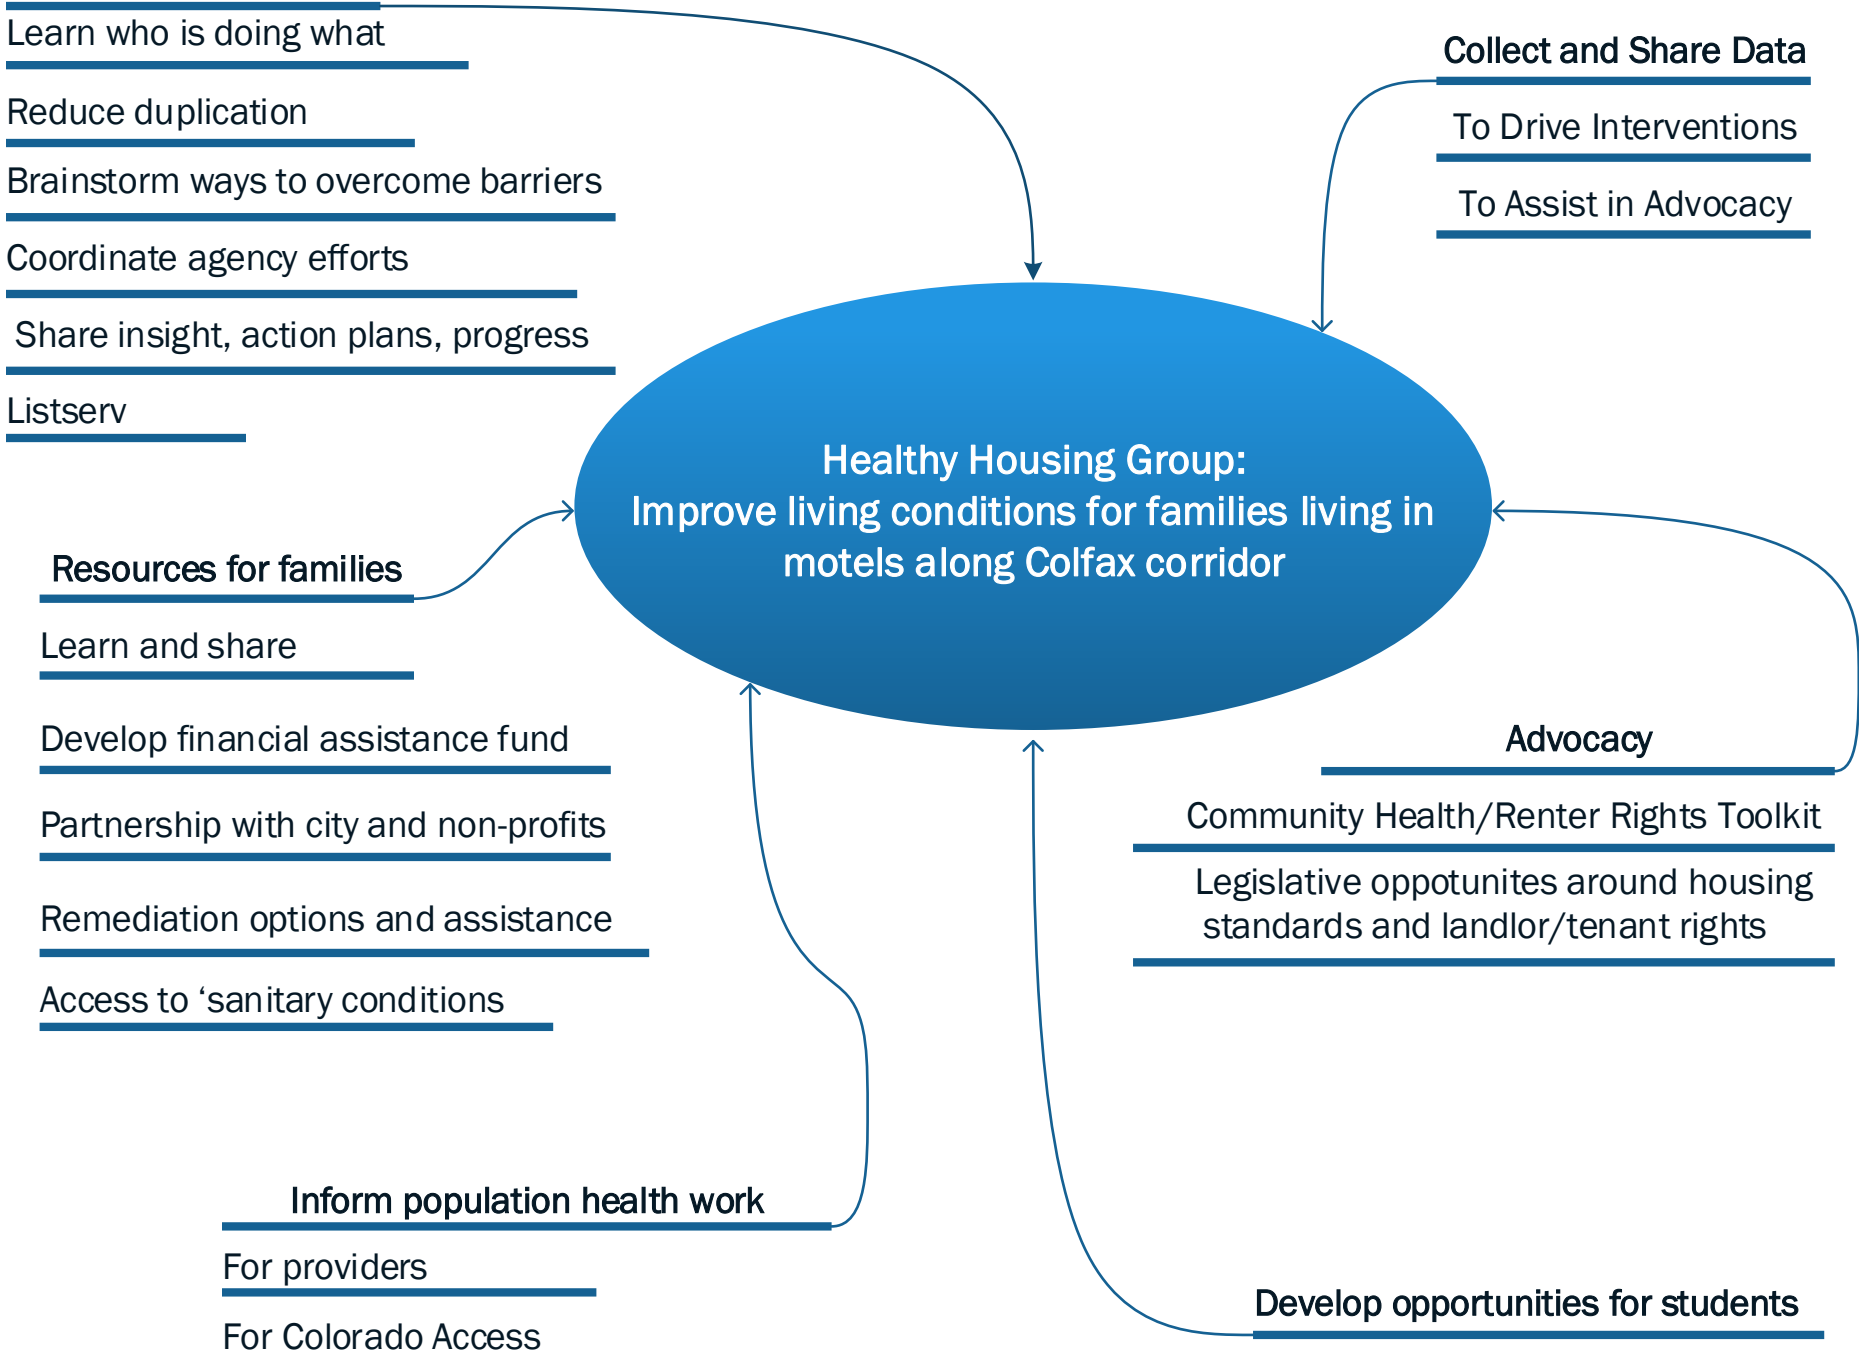 Learn who is doing what
Reduce duplication
Brainstorm ways to overcome barriers
Coordinate agency efforts
Share insight, action plans, progress
Listserv
Collect and Share Data
To Drive Interventions
To Assist in Advocacy
Healthy Housing Group:
Improve living conditions for families living in
motels along Colfax corridor
Resources for families
Learn and share
Develop financial assistance fund
Partnership with city and non-profits
Remediation options and assistance
Access to ‘sanitary conditions
Advocacy
Community Health/Renter Rights Toolkit
Legislative oppotunites around housing
standards and landlor/tenant rights
Inform population health work
For providers
For Colorado Access
Develop opportunities for students